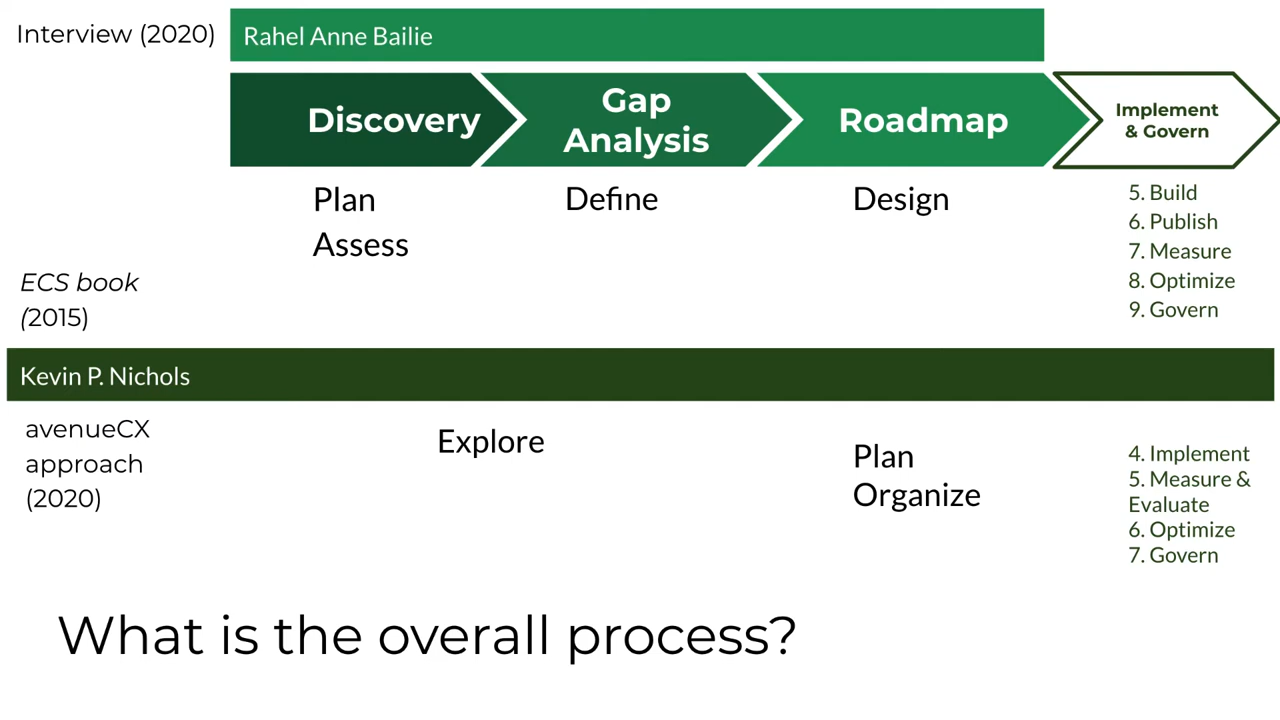 Interview (2020)
Rahel Anne Bailie
Discovery
Gap
Analysis
Roadmap
Implement
& Govern
Plan
Assess
Define
Design
5. Build
6. Publish
7. Measure
8. Optimize
9. Govern
ECS book
(2015)
Kevin P. Nichols
avenueCX
approach
(2020)
Explore
Plan
Organize
4. Implement
5. Measure &
Evaluate
6. Optimize
7. Govern
What is the overall process?